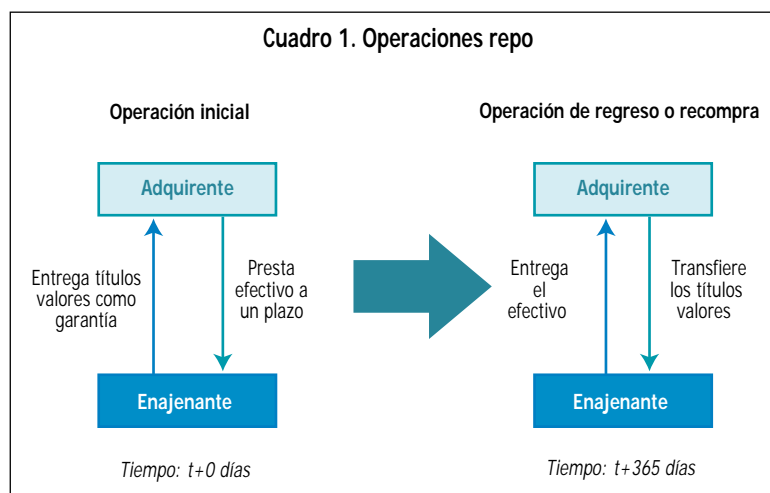 Cuadro 1. Operaciones repo
Operación inicial
Adquirente
Entrega títulos
valores como
garantía
Presta
efectivo a
un plazo
Enajenante
Tiempo: t+0 días
Operación de regreso o recompra
Adquirente
Entrega
el
efectivo
Transfiere
los títulos
valores
Enajenante
Tiempo: t+365 días